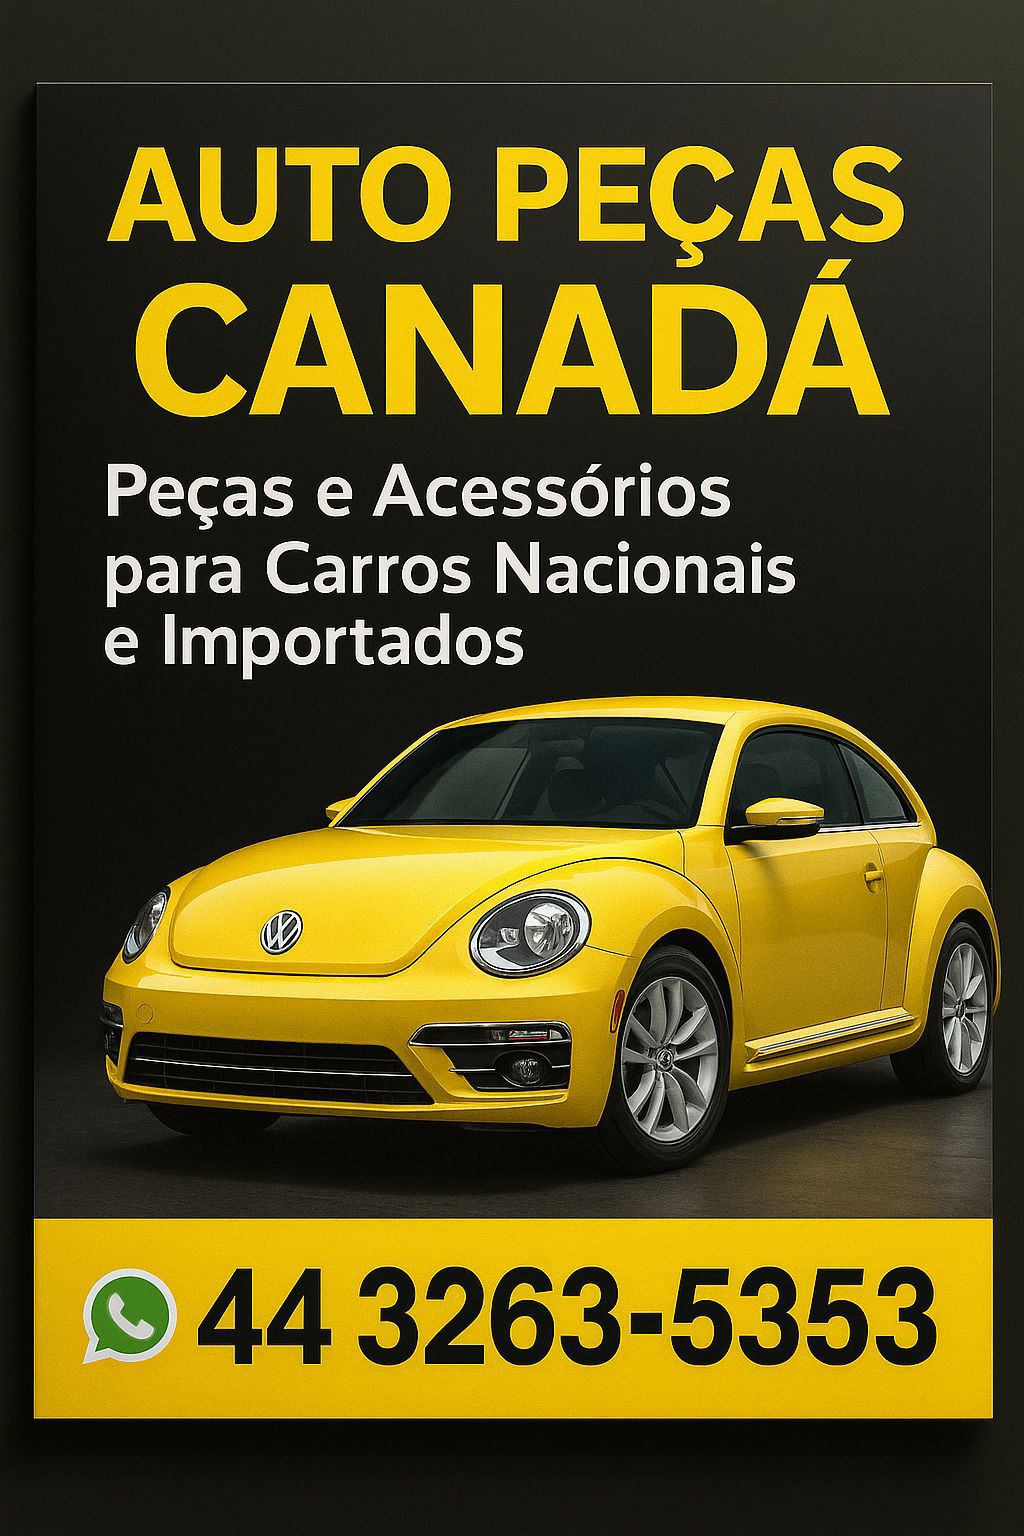 AUTO PEÇAS
CANADÁ
Peças e Acessórios
para Carros Nacionais
e Importados
44 3263-5353